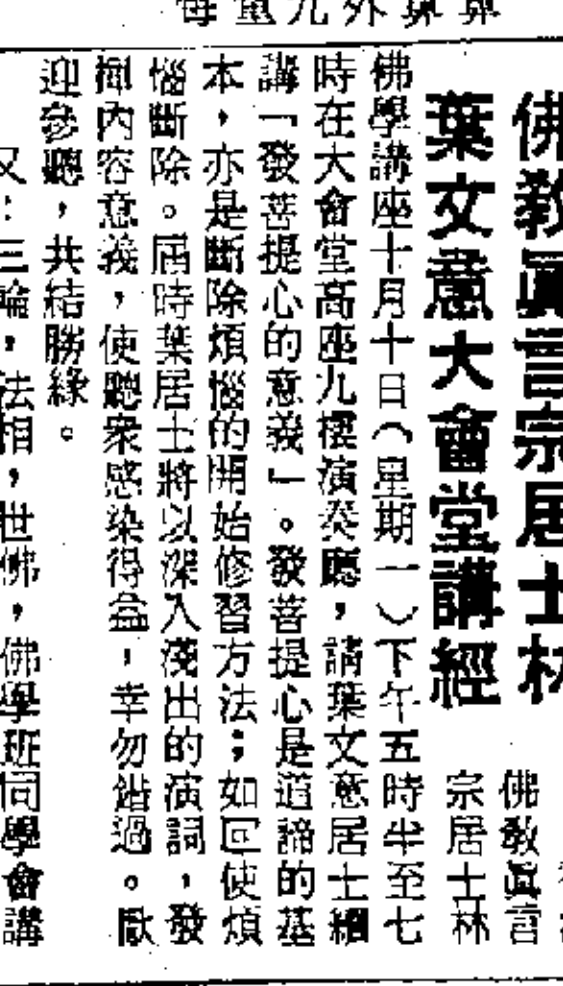 佛教眞言宗居士林
葉文意大會堂講經
佛教眞言
宗居士林
佛學講座十月十日（星期一）下午五時半至七
時在大會堂高座九樓演奏廳，請葉文意居士續
講「發菩提心的意義」。發菩提心是道諦的基
本，亦是斷除煩惱的開始修習方法；如回使煩
惱斷除。屆時葉居士將以深入淺出的演詞，發
揮內容意義，使聽衆感染得益，幸勿錯過。歡
迎參聽，共結勝緣。
又：三輪，法相，世佛，佛學班同學會講